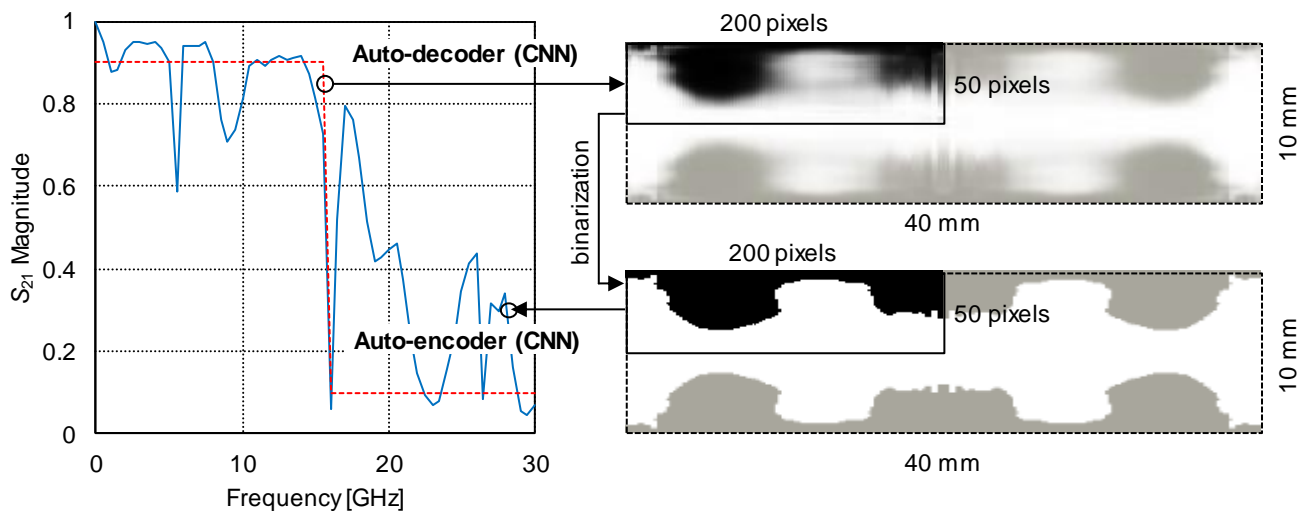 1
0.8
0.6
0.4
0.2
0
S21 Magnitude
0
10
20
30
Frequency [GHz]
Auto-decoder (CNN)
Auto-encoder (CNN)
binarization
200 pixels
50 pixels
10 mm
40 mm
200 pixels
50 pixels
10 mm
40 mm